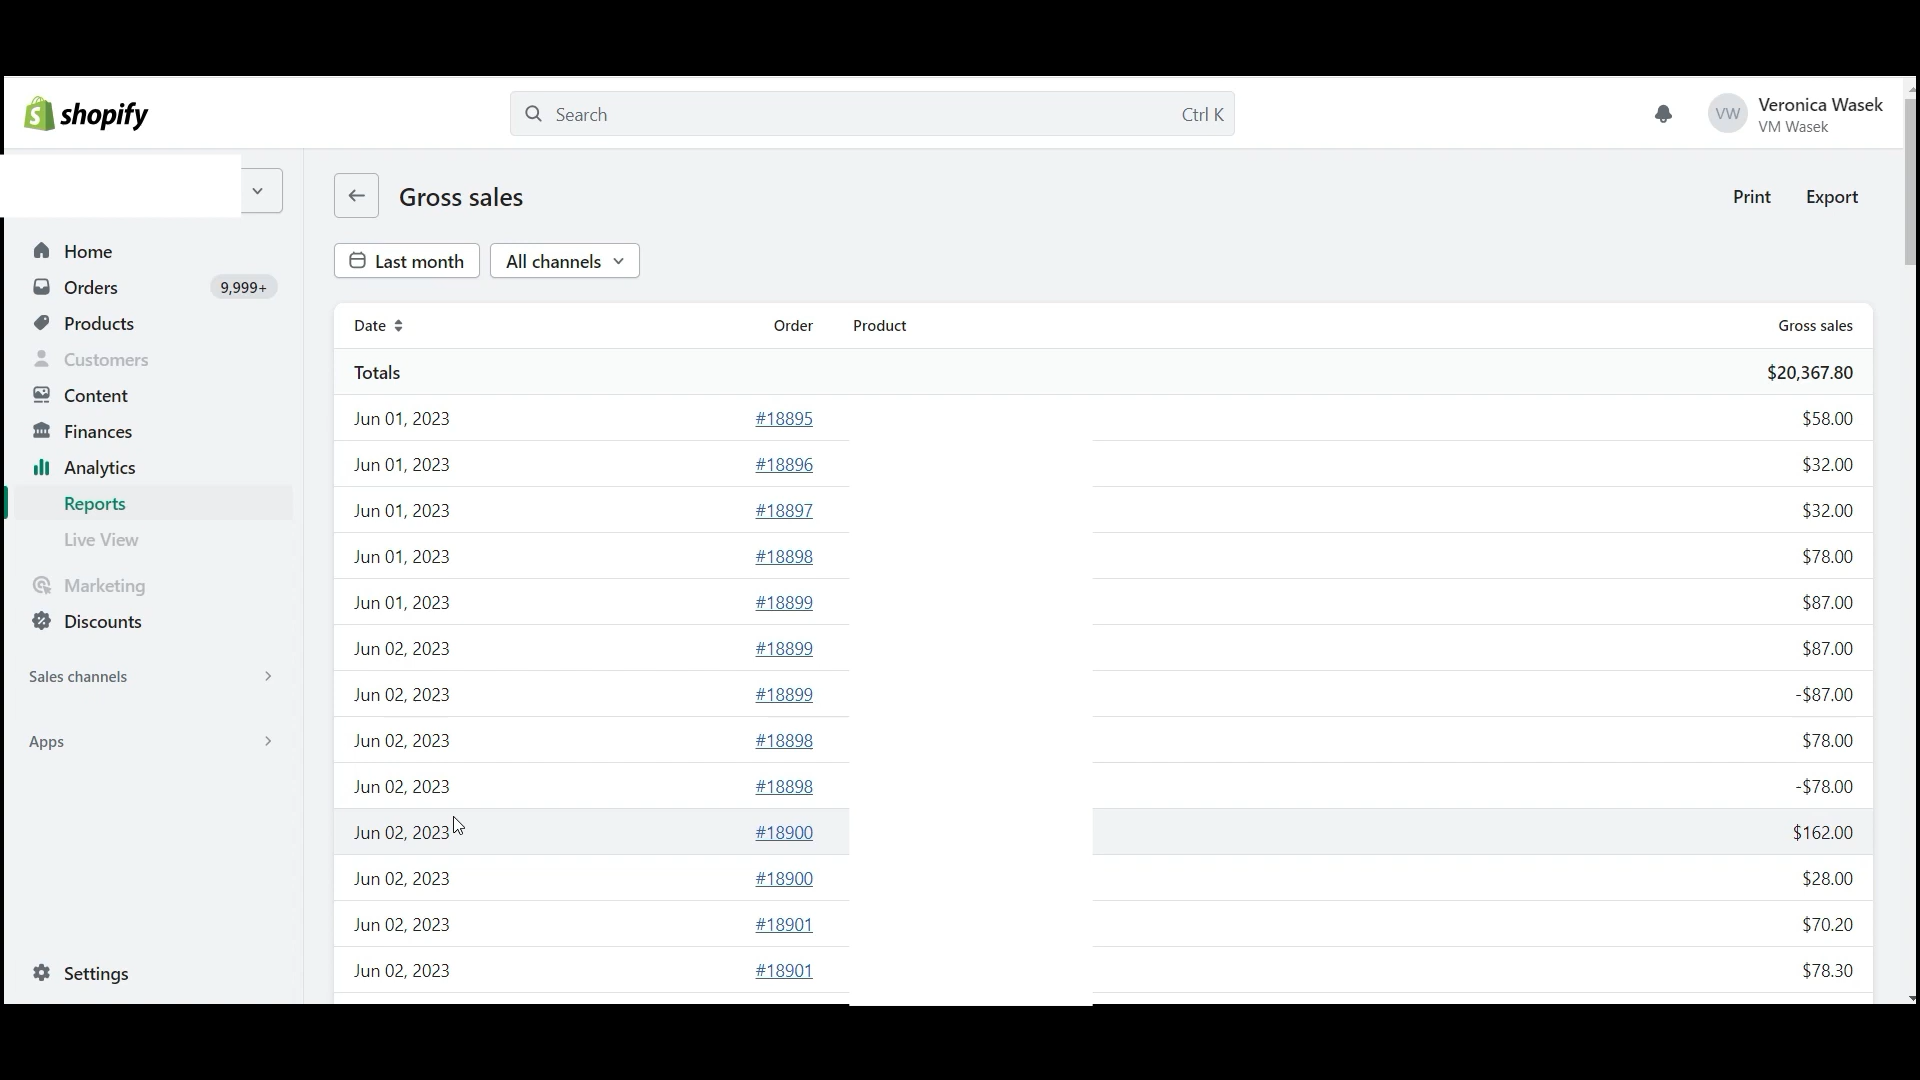 shopify
Search Ctrl K
VW Veronica Wasek
VM Wasek
Gross sales
Print Export
Home
Orders 9,999+
Products
Customers
Content
Finances
Analytics
Reports
Live View
Marketing
Discounts
Sales channels
Apps
Settings
Last month All channels
Date Order Product Gross sales
Totals $20,367.80
Jun 01, 2023 #18895 $58.00
Jun 01, 2023 #18896 $32.00
Jun 01, 2023 #18897 $32.00
Jun 01, 2023 #18898 $78.00
Jun 01, 2023 #18899 $87.00
Jun 02, 2023 #18899 $87.00
Jun 02, 2023 #18899 -$87.00
Jun 02, 2023 #18898 $78.00
Jun 02, 2023 #18898 -$78.00
Jun 02, 2023 #18900 $162.00
Jun 02, 2023 #18900 $28.00
Jun 02, 2023 #18901 $70.20
Jun 02, 2023 #18901 $78.30